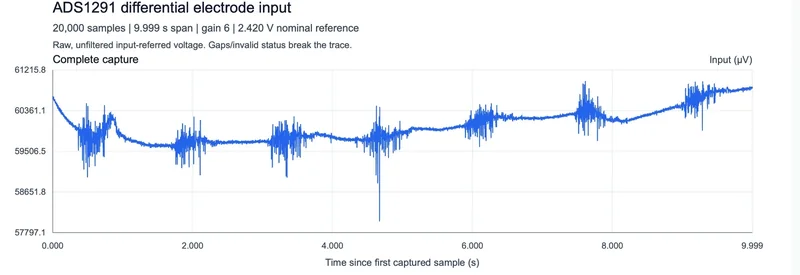 ADS1291 differential electrode input
20,000 samples | 9.999 s span | gain 6 | 2.420 V nominal reference
Raw, unfiltered input-referred voltage. Gaps/invalid status break the trace.
Complete capture
Input (µV)
61215.8
60361.1
59506.5
58651.8
57797.1
0.000
2.000
4.000
6.000
8.000
9.999
Time since first captured sample (s)